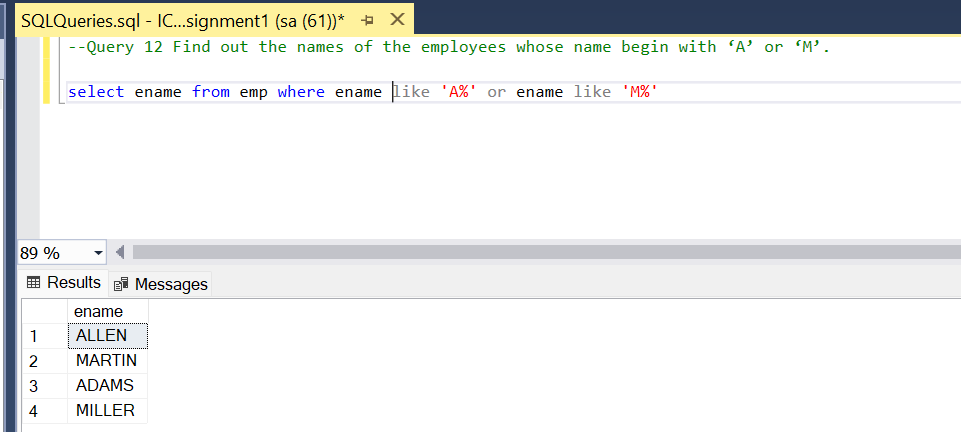 SQLQueries.sql - IC...signment1 (sa (61))*
--Query 12 Find out the names of the employees whose name begin with ‘A’ or ‘M’.
select ename from emp where ename like 'A%' or ename like 'M%'
89 %
Results Messages
ename
1 ALLEN
2 MARTIN
3 ADAMS
4 MILLER